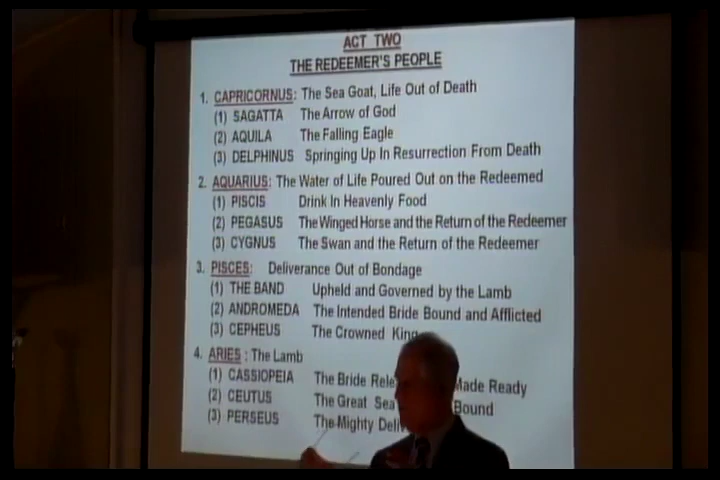 ACT TWO
THE REDEEMER'S PEOPLE
1. CAPRICORNUS: The Sea Goat, Life Out of Death
(1) SAGATTA The Arrow of God
(2) AQUILA The Falling Eagle
(3) DELPHINUS Springing Up In Resurrection From Death
2. AQUARIUS: The Water of Life Poured Out on the Redeemed
(1) PISCIS Drink In Heavenly Food
(2) PEGASUS The Winged Horse and the Return of the Redeemer
(3) CYGNUS The Swan and the Return of the Redeemer
3. PISCES: Deliverance Out of Bondage
(1) THE BAND Upheld and Governed by the Lamb
(2) ANDROMEDA The Intended Bride Bound and Afflicted
(3) CEPHEUS The Crowned King
4. ARIES : The Lamb
(1) CASSIOPEIA The Bride Made Ready
(2) CEUTUS The Great Sea Bound
(3) PERSEUS The Mighty